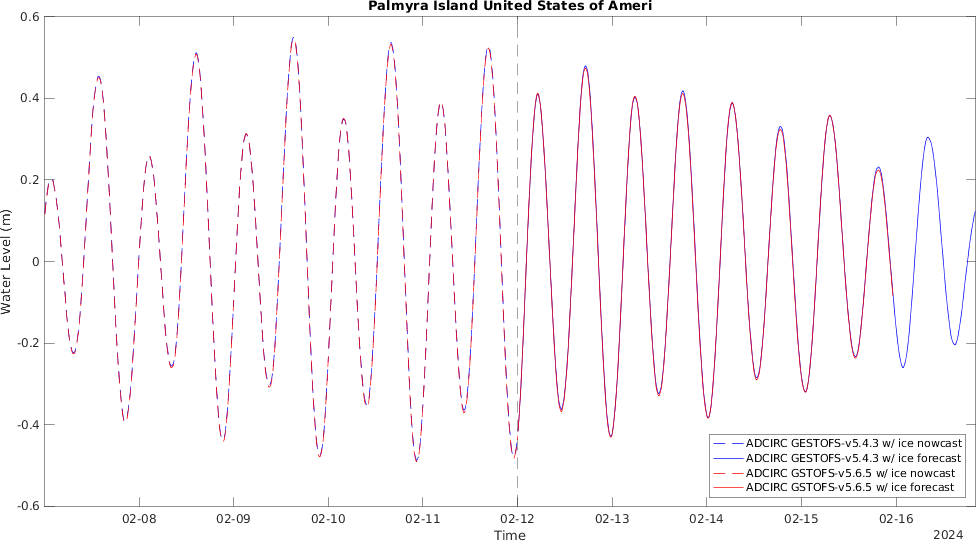 Palmyra Island United States of Ameri
0.6
0.4
0.2
0
-0.2
-0.4
-0.6
Water Level (m)
ADCIRC GESTOFS-v5.4.3 w/ ice nowcast
ADCIRC GESTOFS-v5.4.3 w/ ice forecast
ADCIRC GSTOFS-v5.6.5 w/ ice nowcast
ADCIRC GSTOFS-v5.6.5 w/ ice forecast
02-08 02-09 02-10 02-11 02-12 02-13 02-14 02-15 02-16
Time
2024